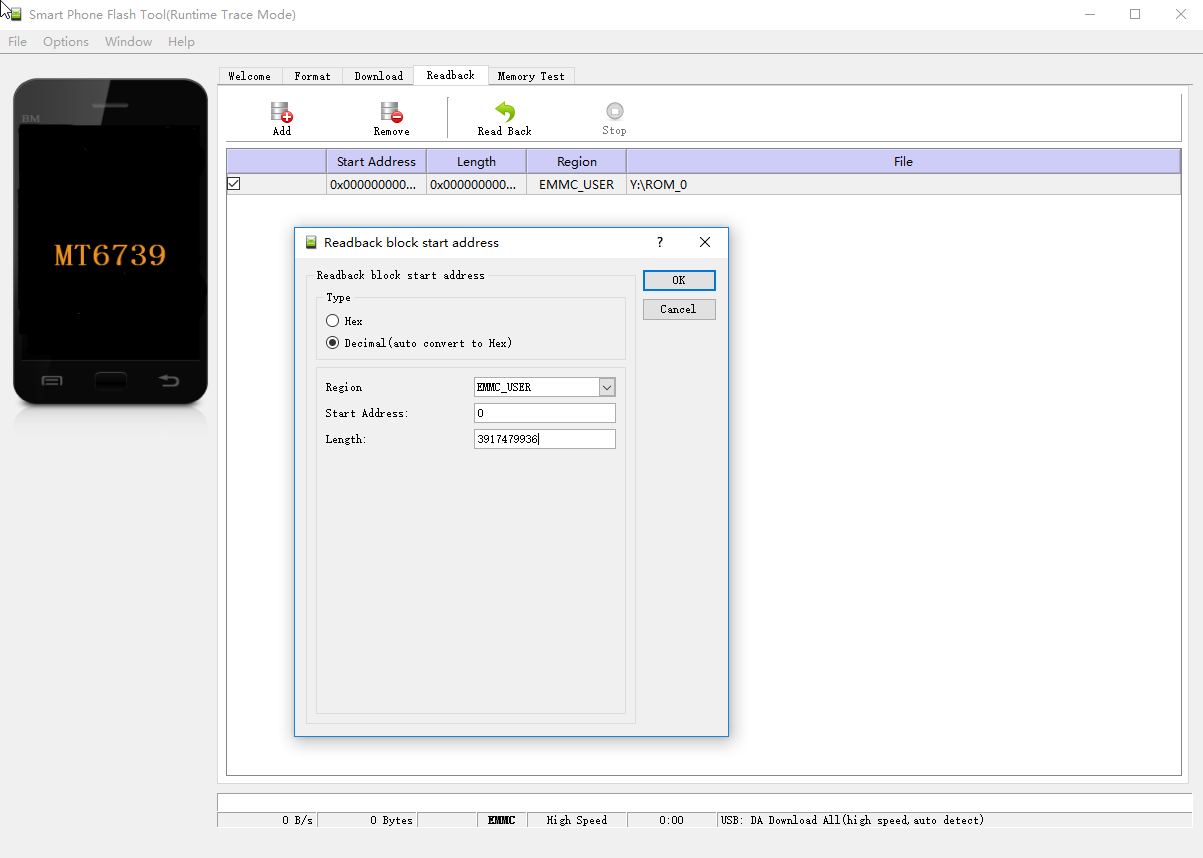 Smart Phone Flash Tool(Runtime Trace Mode)
File Options Window Help
BM
MT6739
Welcome Format Download Readback Memory Test
Add Remove Read Back Stop
Start Address Length Region File
0x000000000... 0x000000000... EMMC_USER Y:\ROM_0
Readback block start address ?
Readback block start address
OK
Cancel
Type
Hex
Decimal(auto convert to Hex)
Region EMMC_USER
Start Address: 0
Length: 3917479936
0 B/s 0 Bytes EMMC High Speed 0:00 USB: DA Download All(high speed,auto detect)